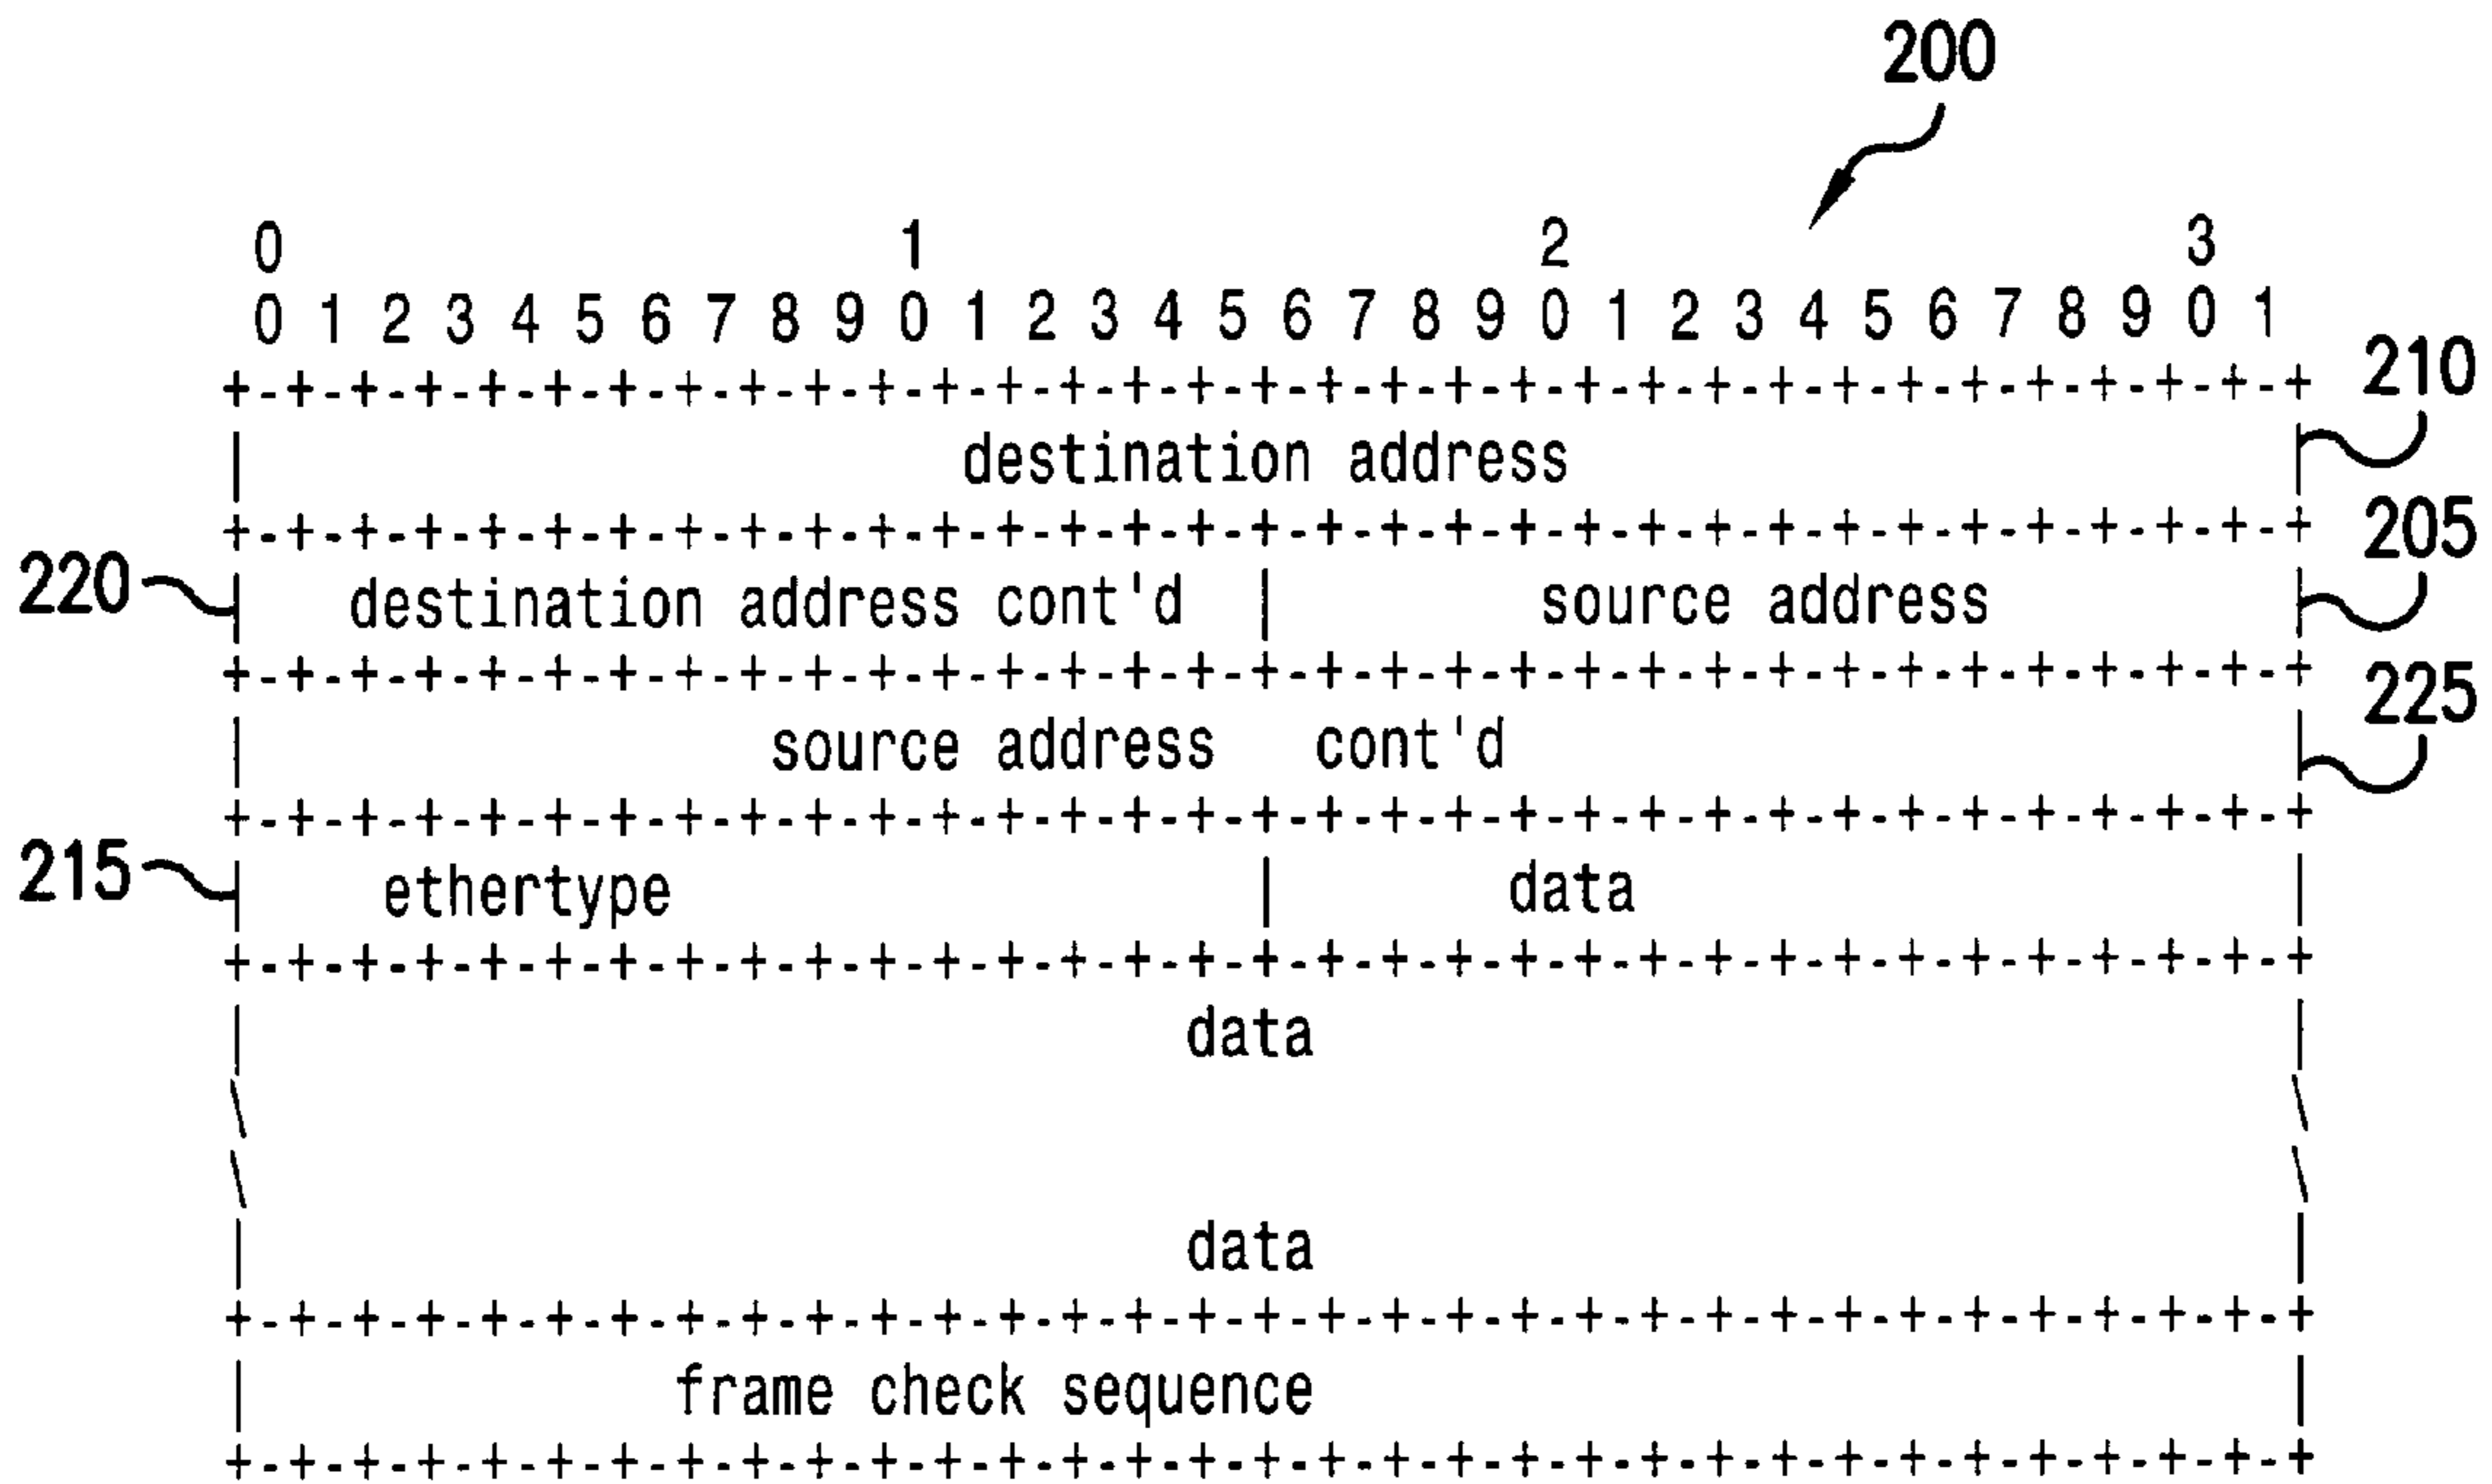 200
0 1 2 3
0 1 2 3 4 5 6 7 8 9 0 1 2 3 4 5 6 7 8 9 0 1 2 3 4 5 6 7 8 9 0 1
+-+-+-+-+-+-+-+-+-+-+-+-+-+-+-+-+-+-+-+-+-+-+-+-+-+-+-+-+-+-+-+-+ 210
| destination address |
+-+-+-+-+-+-+-+-+-+-+-+-+-+-+-+-+-+-+-+-+-+-+-+-+-+-+-+-+-+-+-+-+ 205
220 | destination address cont'd | source address |
+-+-+-+-+-+-+-+-+-+-+-+-+-+-+-+-+-+-+-+-+-+-+-+-+-+-+-+-+-+-+-+-+ 225
| source address cont'd |
+-+-+-+-+-+-+-+-+-+-+-+-+-+-+-+-+-+-+-+-+-+-+-+-+-+-+-+-+-+-+-+-+
215 | ethertype | data |
+-+-+-+-+-+-+-+-+-+-+-+-+-+-+-+-+-+-+-+-+-+-+-+-+-+-+-+-+-+-+-+-+
| data |
\ \
\ \
| data |
+-+-+-+-+-+-+-+-+-+-+-+-+-+-+-+-+-+-+-+-+-+-+-+-+-+-+-+-+-+-+-+-+
| frame check sequence |
+-+-+-+-+-+-+-+-+-+-+-+-+-+-+-+-+-+-+-+-+-+-+-+-+-+-+-+-+-+-+-+-+